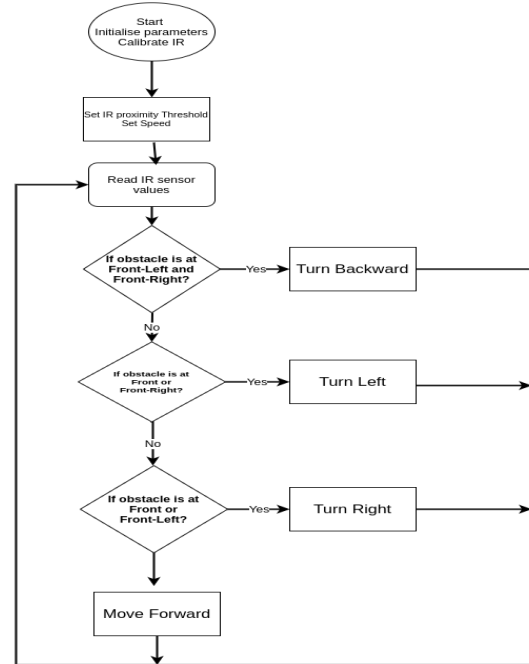 Start
Initialise parameters
Calibrate IR
Set IR proximity Threshold
Set Speed
Read IR sensor
values
If obstacle is at
Front-Left and
Front-Right?
Yes
Turn Backward
No
If obstacle is at
Front or
Front-Right?
Yes
Turn Left
No
If obstacle is at
Front or
Front-Left?
Yes
Turn Right
Move Forward